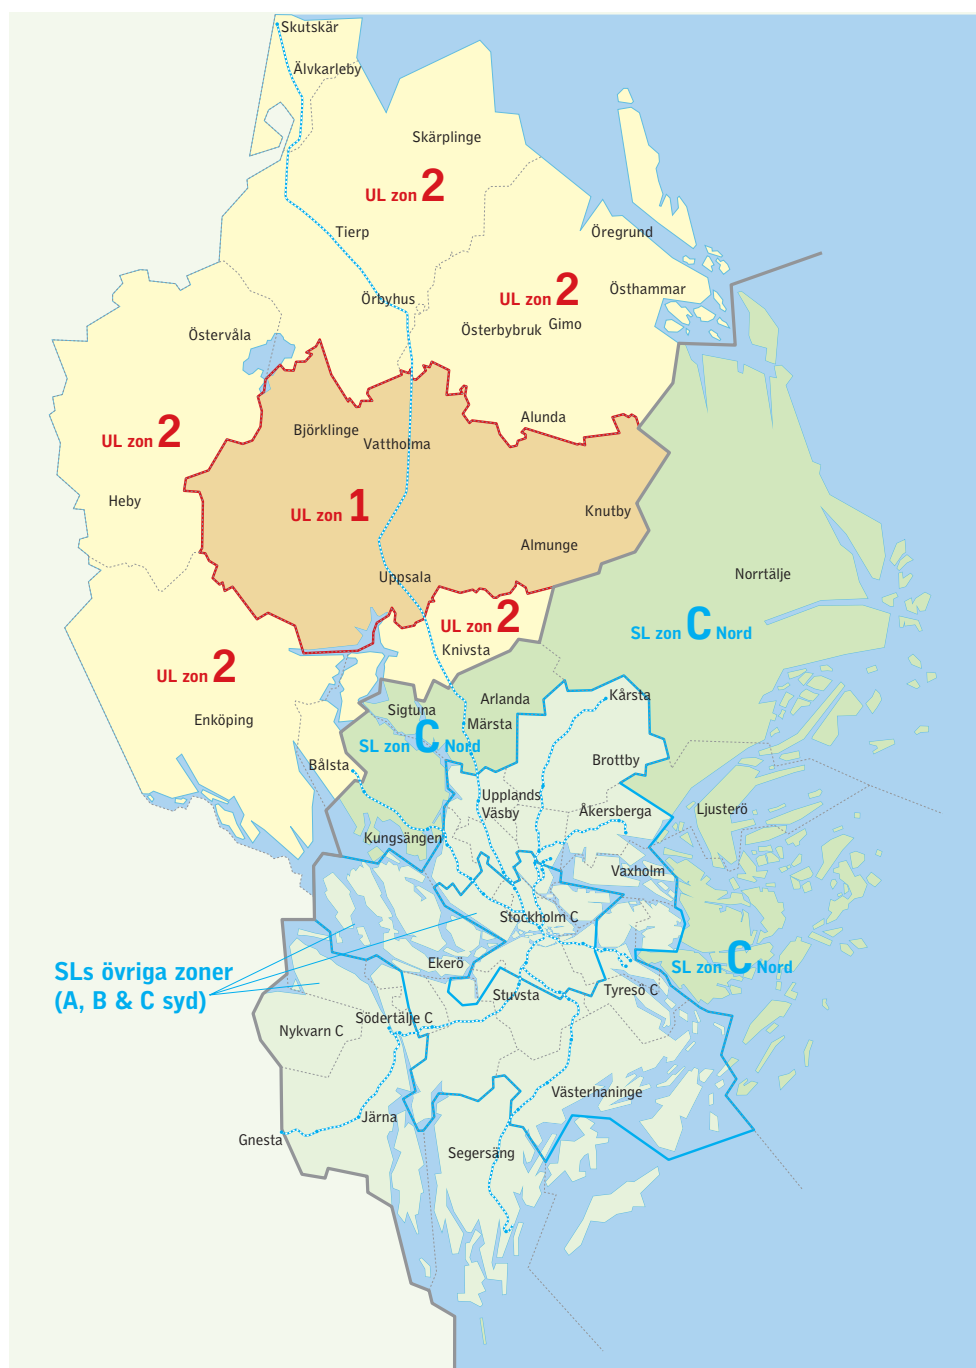 Skutskär
Älvkarleby
Skärplinge
UL zon 2
Tierp
Öregrund
Örbyhus
UL zon 2
Östhammar
Österbybruk
Gimo
Östervåla
UL zon 2
Björklinge
Vattholma
Alunda
Heby
UL zon 1
Knutby
Almunge
Uppsala
Norrtälje
UL zon 2
Knivsta
SL zon C Nord
UL zon 2
Enköping
Sigtuna
Arlanda
Märsta
Kårsta
SL zon C Nord
Bålsta
Brottby
Upplands
Väsby
Åkersberga
Ljusterö
Kungsängen
Vaxholm
Stockholm C
Ekerö
SL zon C Nord
SLs övriga zoner
(A, B & C syd)
Stuvsta
Tyresö C
Södertälje C
Nykvarn C
Västerhaninge
Järna
Gnesta
Segersäng